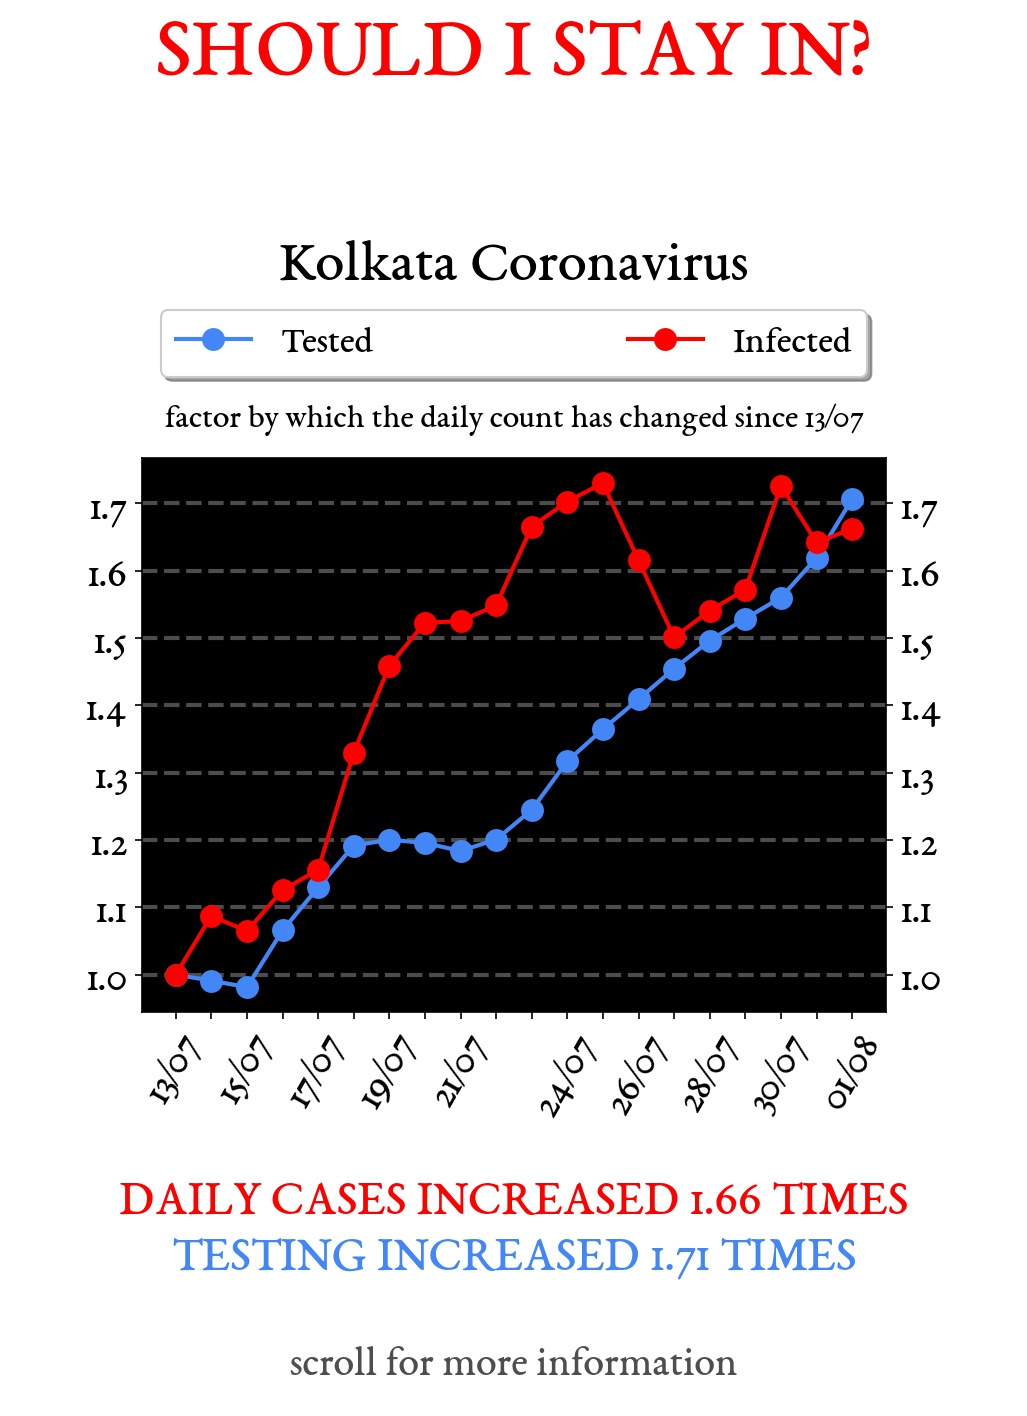 SHOULD I STAY IN?
Kolkata Coronavirus
Tested Infected
factor by which the daily count has changed since 13/07
1.7 1.7
1.6 1.6
1.5 1.5
1.4 1.4
1.3 1.3
1.2 1.2
1.1 1.1
1.0 1.0
13/07 15/07 17/07 19/07 21/07 24/07 26/07 28/07 30/07 01/08
DAILY CASES INCREASED 1.66 TIMES
TESTING INCREASED 1.71 TIMES
scroll for more information